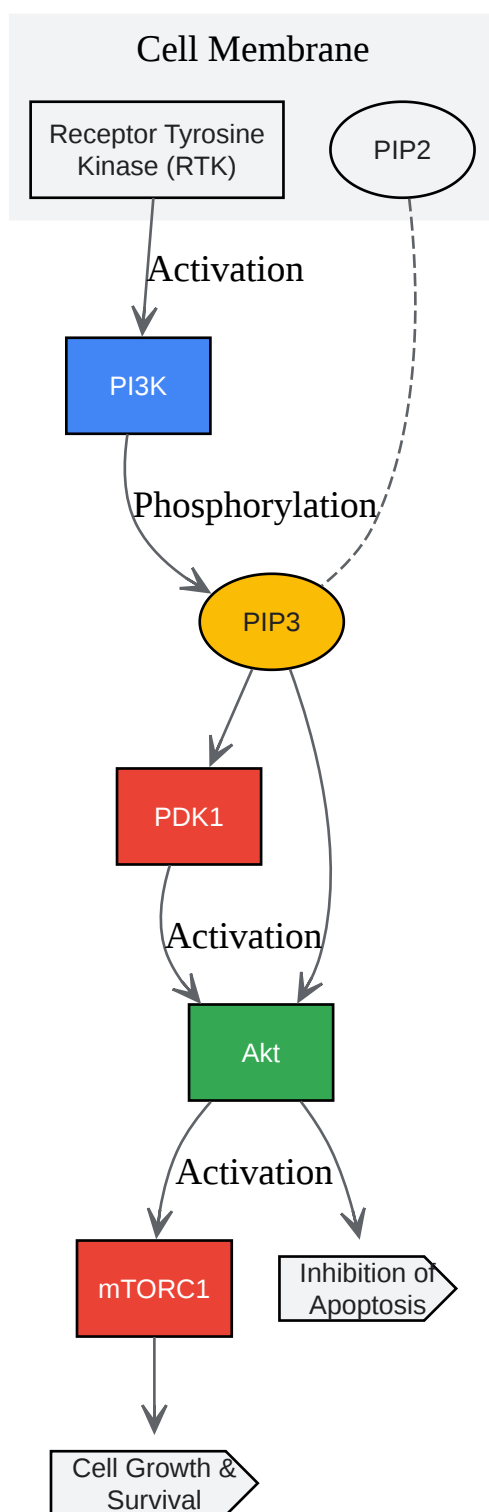 Cell Membrane
Receptor Tyrosine
Kinase (RTK)
PIP2
Activation
PI3K
Phosphorylation
PIP3
PDK1
Activation
Akt
Activation
mTORC1
Inhibition of
Apoptosis
Cell Growth &
Survival